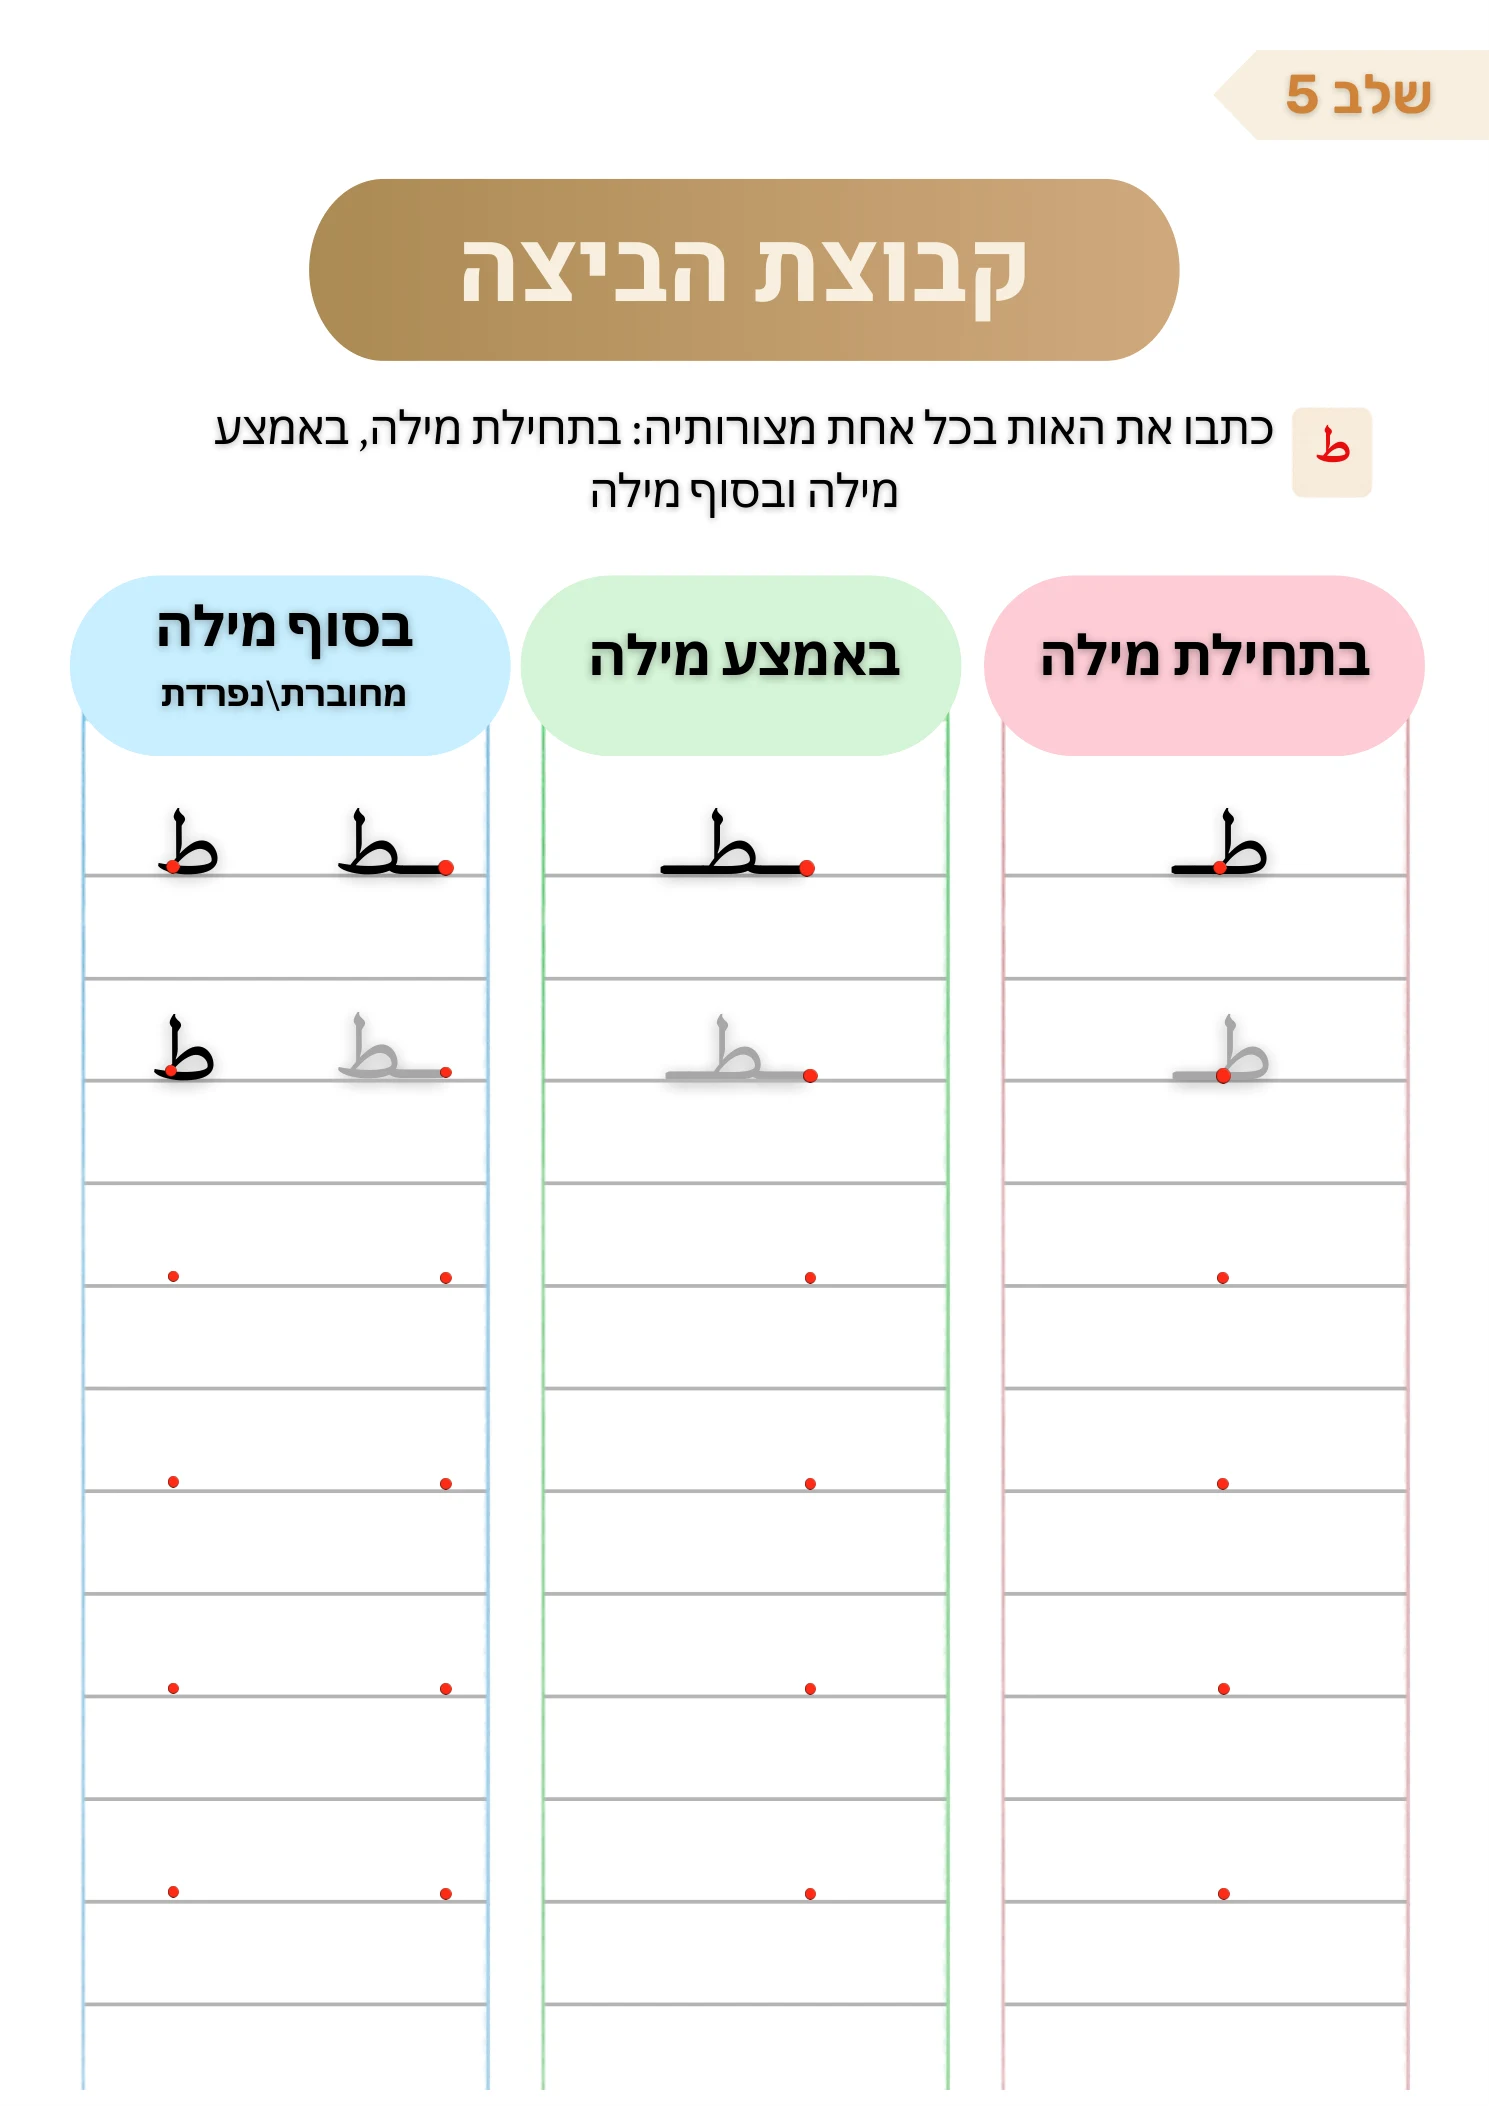 שלב 5
קבוצת הביצה
ط
כתבו את האות בכל אחת מצורותיה: בתחילת מילה, באמצע
מילה ובסוף מילה
בתחילת מילה
באמצע מילה
בסוף מילה
מחוברת\נפרדת
طـ ـطـ ـط ط
طـ ـطـ ـط ط